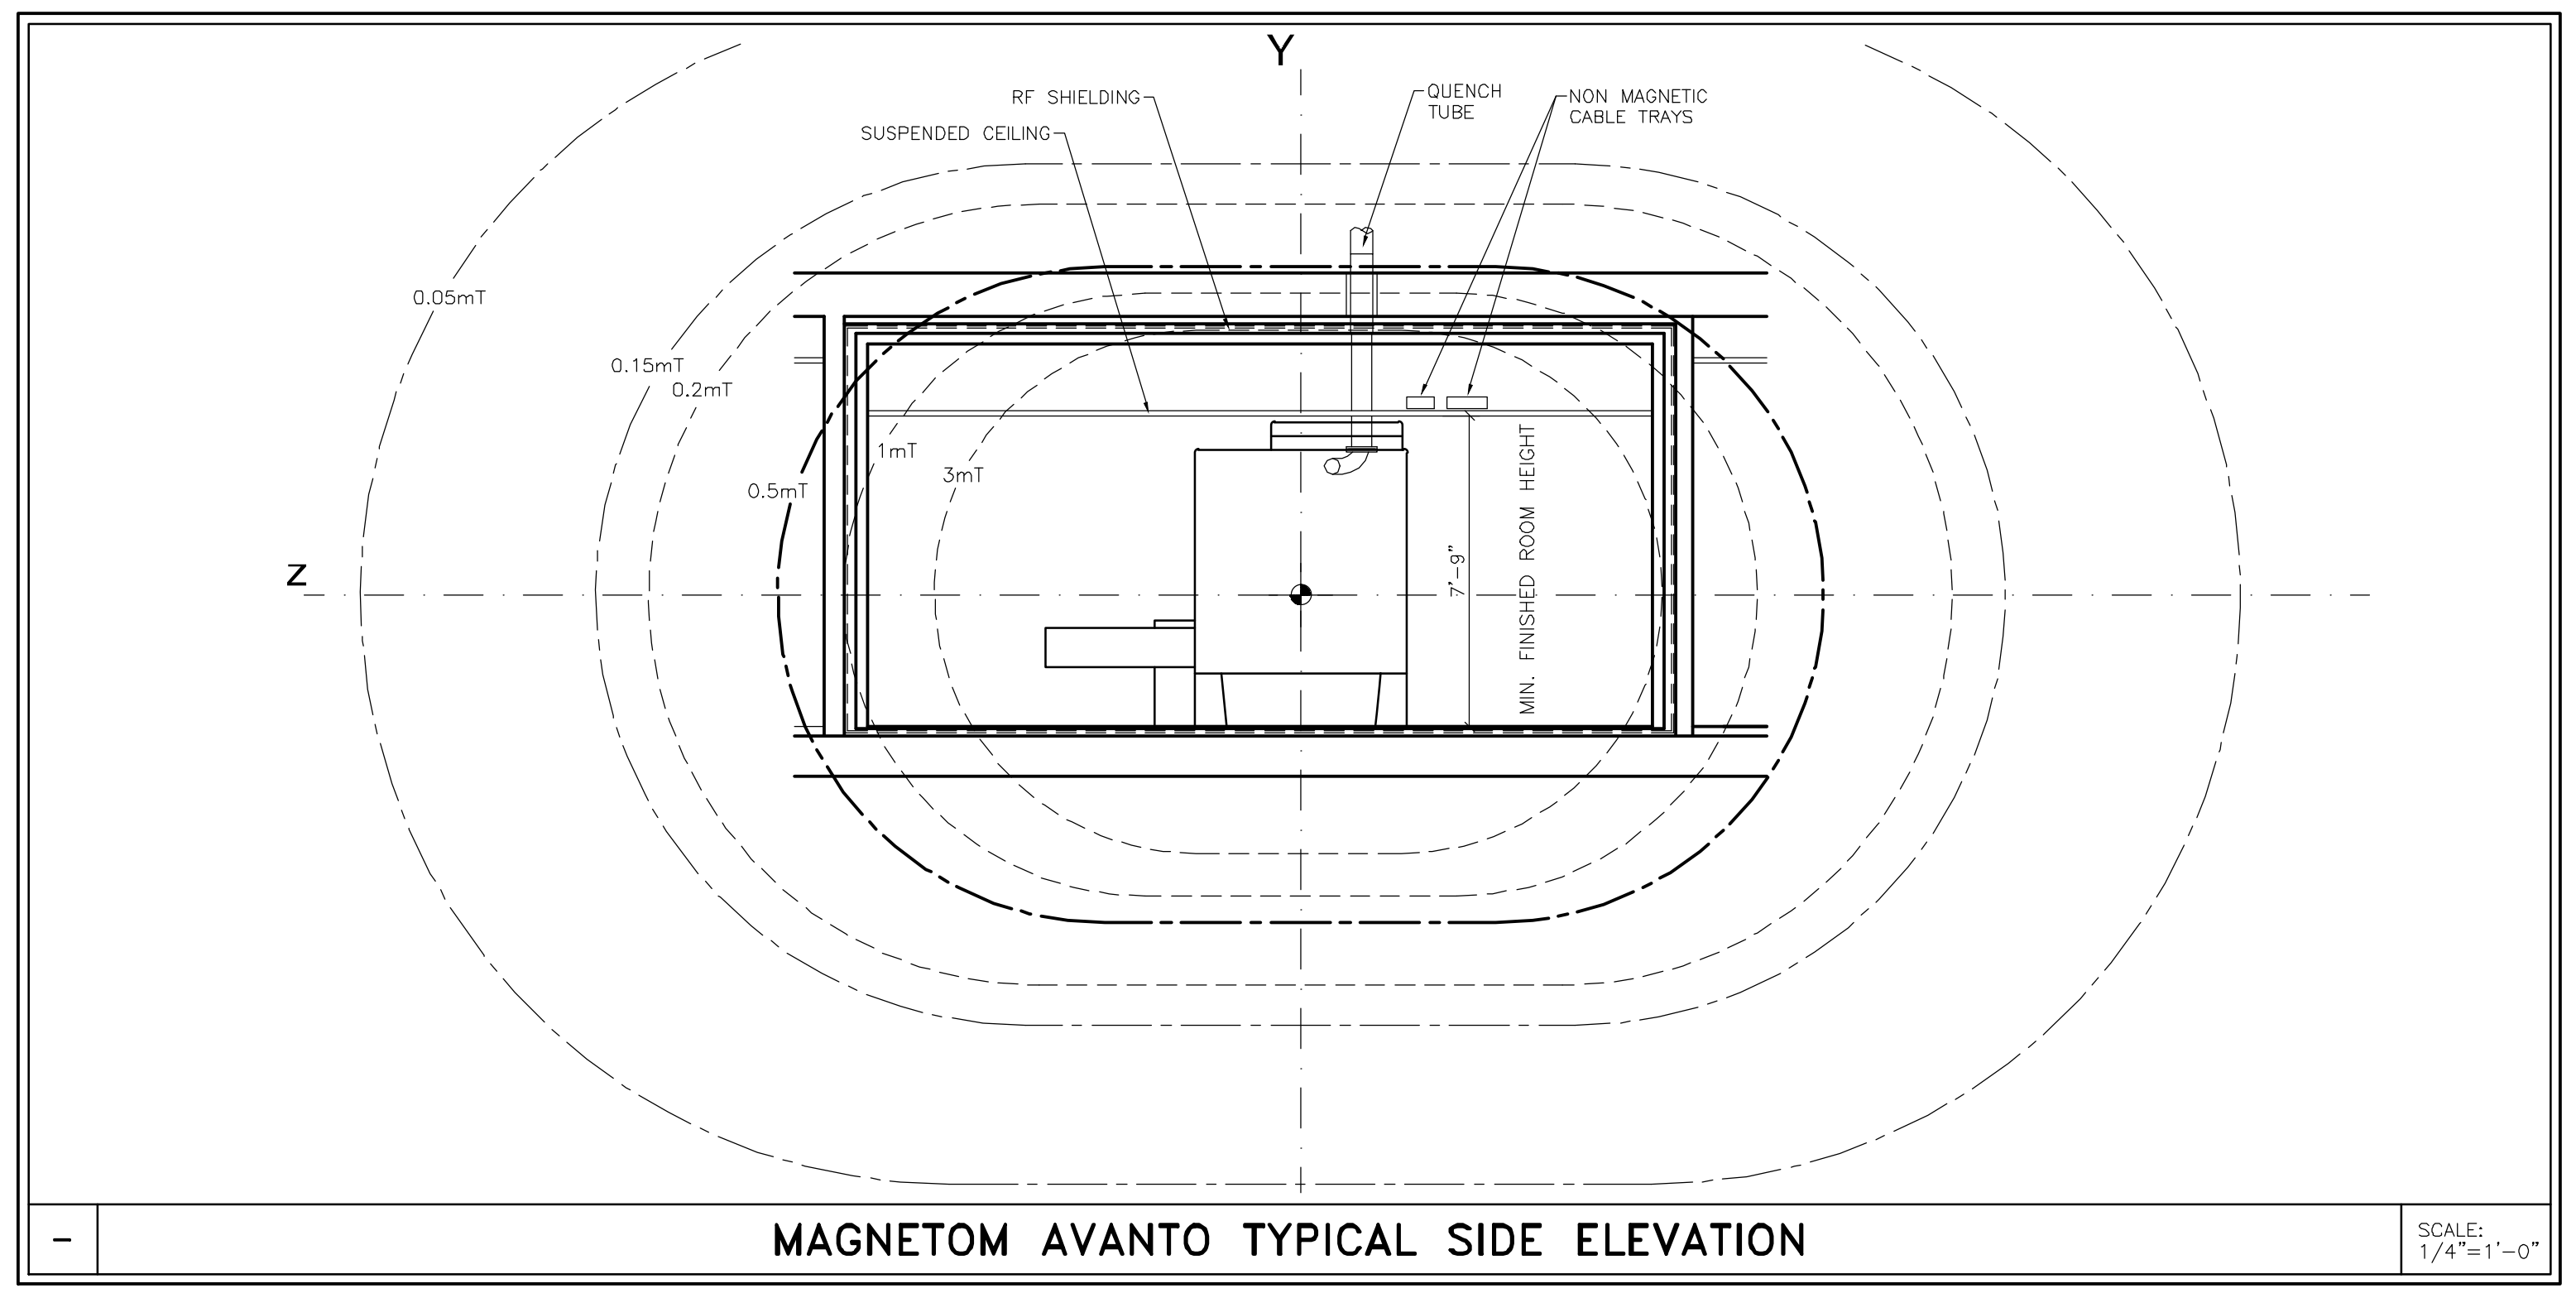 Y
RF SHIELDING
QUENCH
TUBE
NON MAGNETIC
CABLE TRAYS
SUSPENDED CEILING
0.05mT
0.15mT
0.2mT
1mT
3mT
0.5mT
Z
7'-9"
MIN. FINISHED ROOM HEIGHT
-
MAGNETOM AVANTO TYPICAL SIDE ELEVATION
SCALE:
1/4"=1'-0"